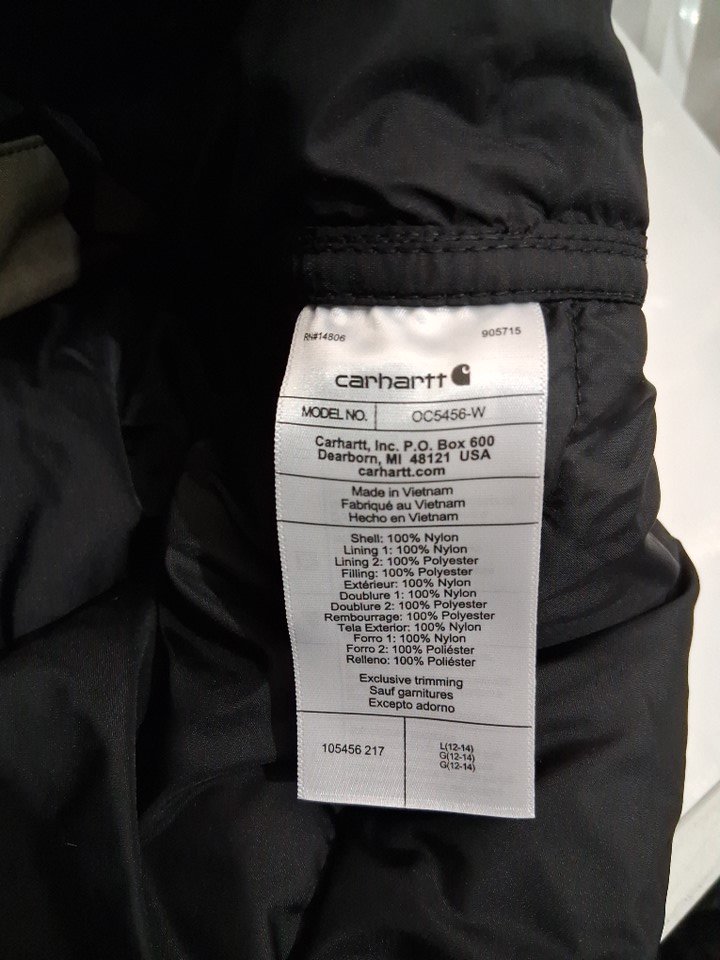 RN#14806 905715
carhartt
MODEL NO. OC5456-W
Carhartt, Inc. P.O. Box 600
Dearborn, MI 48121 USA
carhartt.com
Made in Vietnam
Fabriqué au Vietnam
Hecho en Vietnam
Shell: 100% Nylon
Lining 1: 100% Nylon
Lining 2: 100% Polyester
Filling: 100% Polyester
Extérieur: 100% Nylon
Doublure 1: 100% Nylon
Doublure 2: 100% Polyester
Rembourrage: 100% Polyester
Tela Exterior: 100% Nylon
Forro 1: 100% Nylon
Forro 2: 100% Poliéster
Relleno: 100% Poliéster
Exclusive trimming
Sauf garnitures
Excepto adorno
105456 217
L(12-14)
G(12-14)
G(12-14)